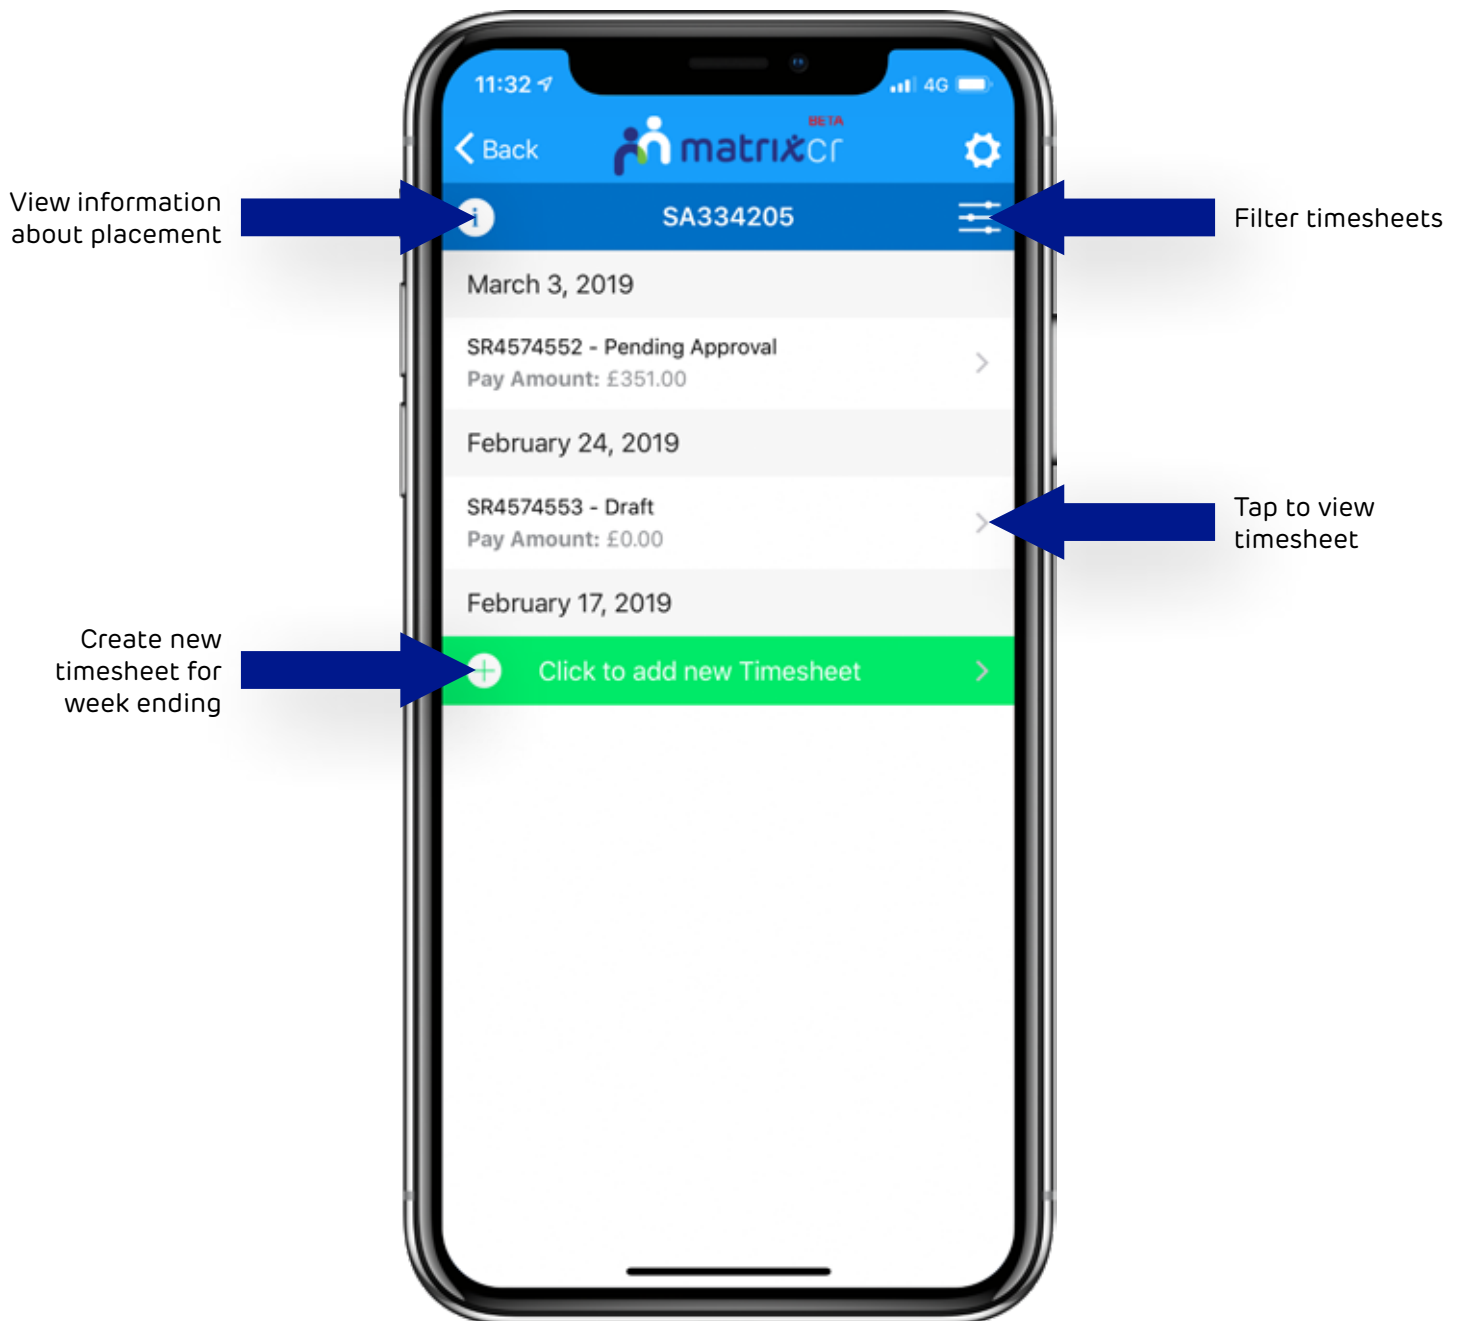 11:32
4G
Back
matrixcr
BETA
View information
about placement
i
SA334205
Filter timesheets
March 3, 2019
SR4574552 - Pending Approval
Pay Amount: £351.00
February 24, 2019
SR4574553 - Draft
Pay Amount: £0.00
Tap to view
timesheet
February 17, 2019
Create new
timesheet for
week ending
Click to add new Timesheet